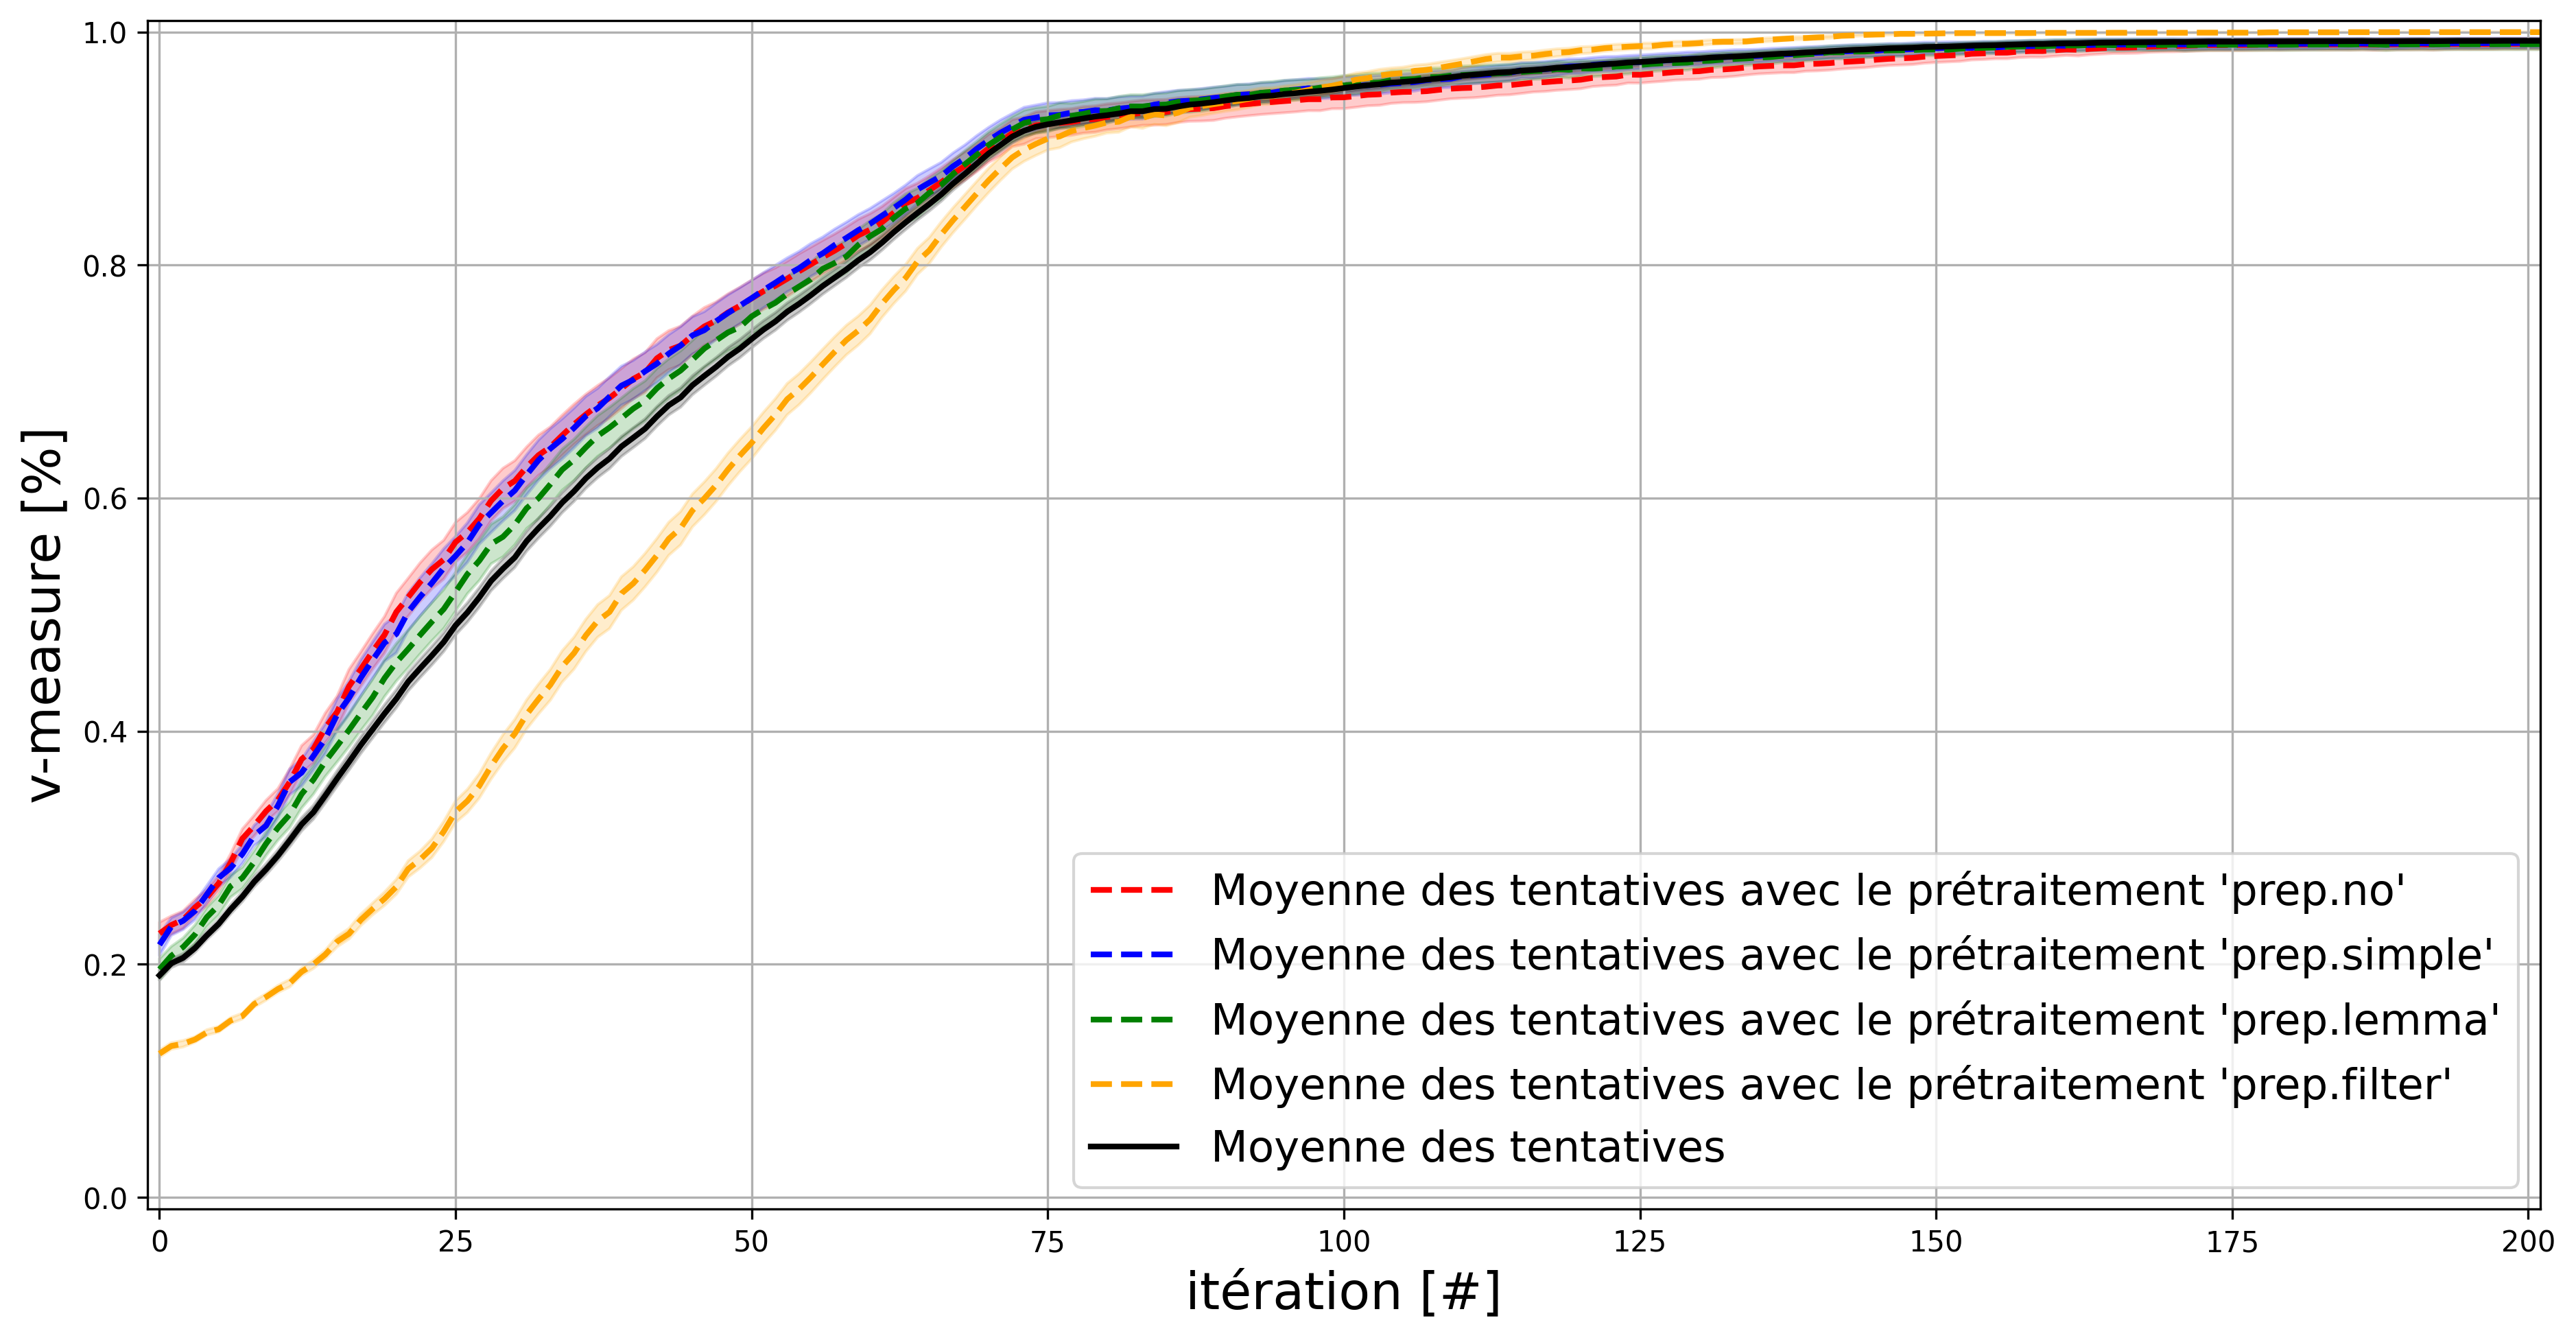 v-measure [%]
1.0
0.8
0.6
0.4
0.2
0.0
0 25 50 75 100 125 150 175 200
itération [#]
Moyenne des tentatives avec le prétraitement 'prep.no'
Moyenne des tentatives avec le prétraitement 'prep.simple'
Moyenne des tentatives avec le prétraitement 'prep.lemma'
Moyenne des tentatives avec le prétraitement 'prep.filter'
Moyenne des tentatives